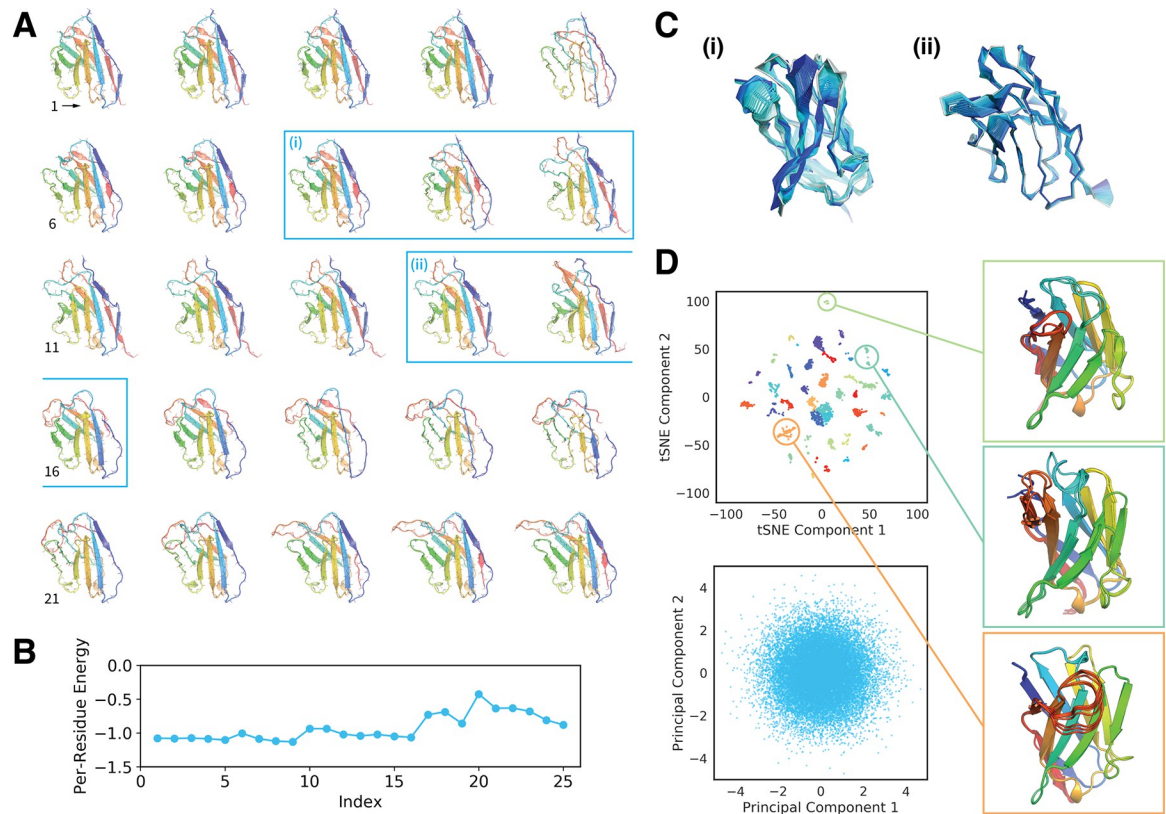 A
1
6
(i)
11
(ii)
16
21
B
Per-Residue Energy
0.0
−0.5
−1.0
−1.5
0
5
10
15
20
25
Index
C
(i)
(ii)
D
tSNE Component 2
100
50
0
−50
−100
−100
−50
0
50
100
tSNE Component 1
Principal Component 2
4
2
0
−2
−4
−4
−2
0
2
4
Principal Component 1